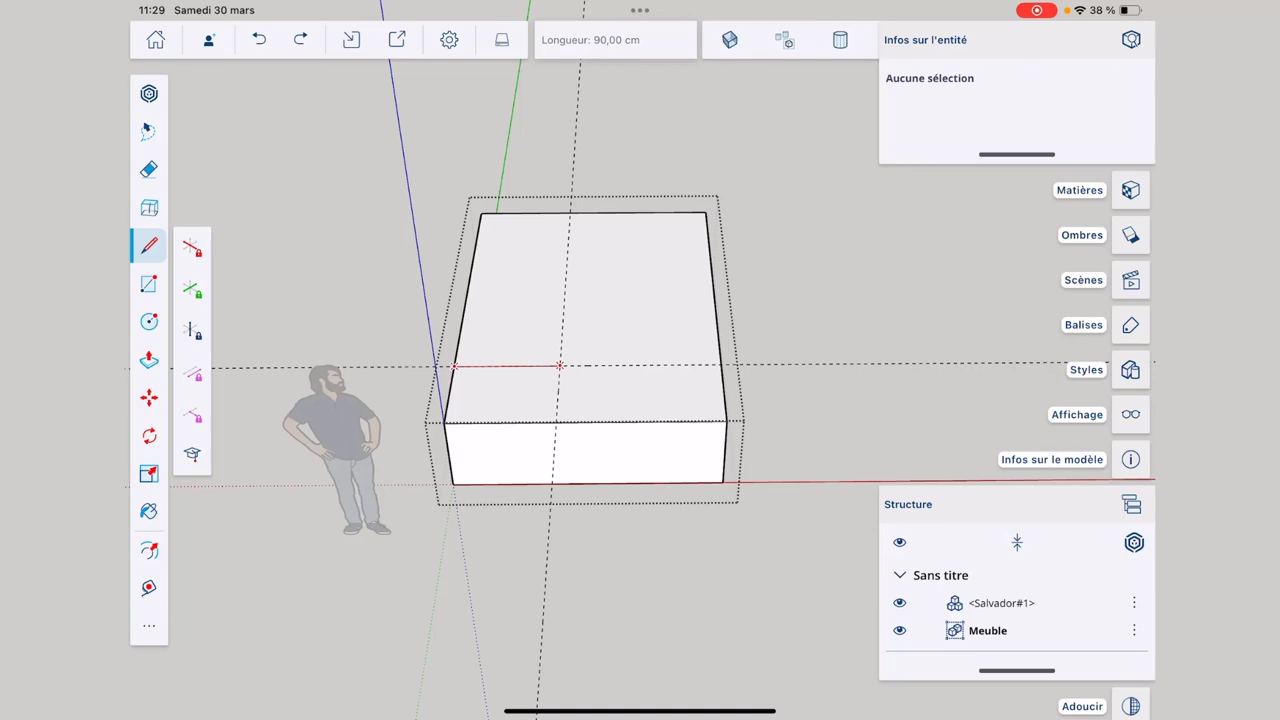 11:29 Samedi 30 mars
38 %
Longueur: 90,00 cm
Infos sur l'entité
Aucune sélection
Matières
Ombres
Scènes
Balises
Styles
Affichage
Infos sur le modèle
Structure
Sans titre
<Salvador#1>
Meuble
Adoucir